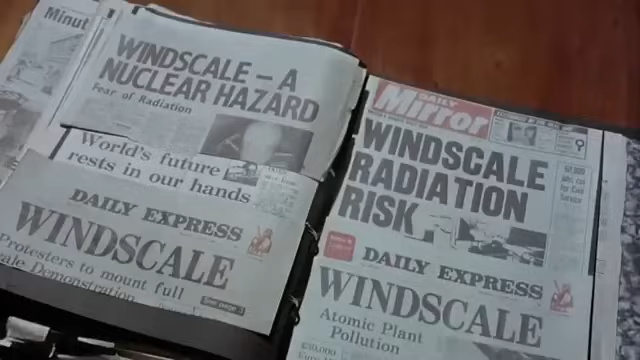 Minut
WINDSCALE – A
NUCLEAR HAZARD
Fear of Radiation
World's future
rests in our hands
DAILY EXPRESS
WINDSCALE
Protesters to mount full
ale Demonstration
DAILY
Mirror
WINDSCALE
RADIATION
RISK
DAILY EXPRESS
WINDSCALE
Atomic Plant
Pollution